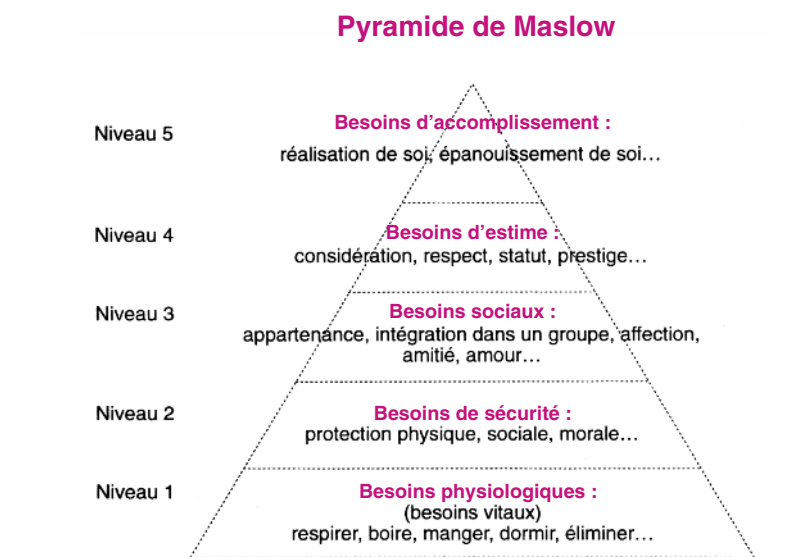 Pyramide de Maslow
Niveau 5
Besoins d'accomplissement :
réalisation de soi, épanouissement de soi...
Niveau 4
Besoins d'estime :
considération, respect, statut, prestige...
Niveau 3
Besoins sociaux :
appartenance, intégration dans un groupe, affection,
amitié, amour...
Niveau 2
Besoins de sécurité :
protection physique, sociale, morale...
Niveau 1
Besoins physiologiques :
(besoins vitaux)
respirer, boire, manger, dormir, éliminer...